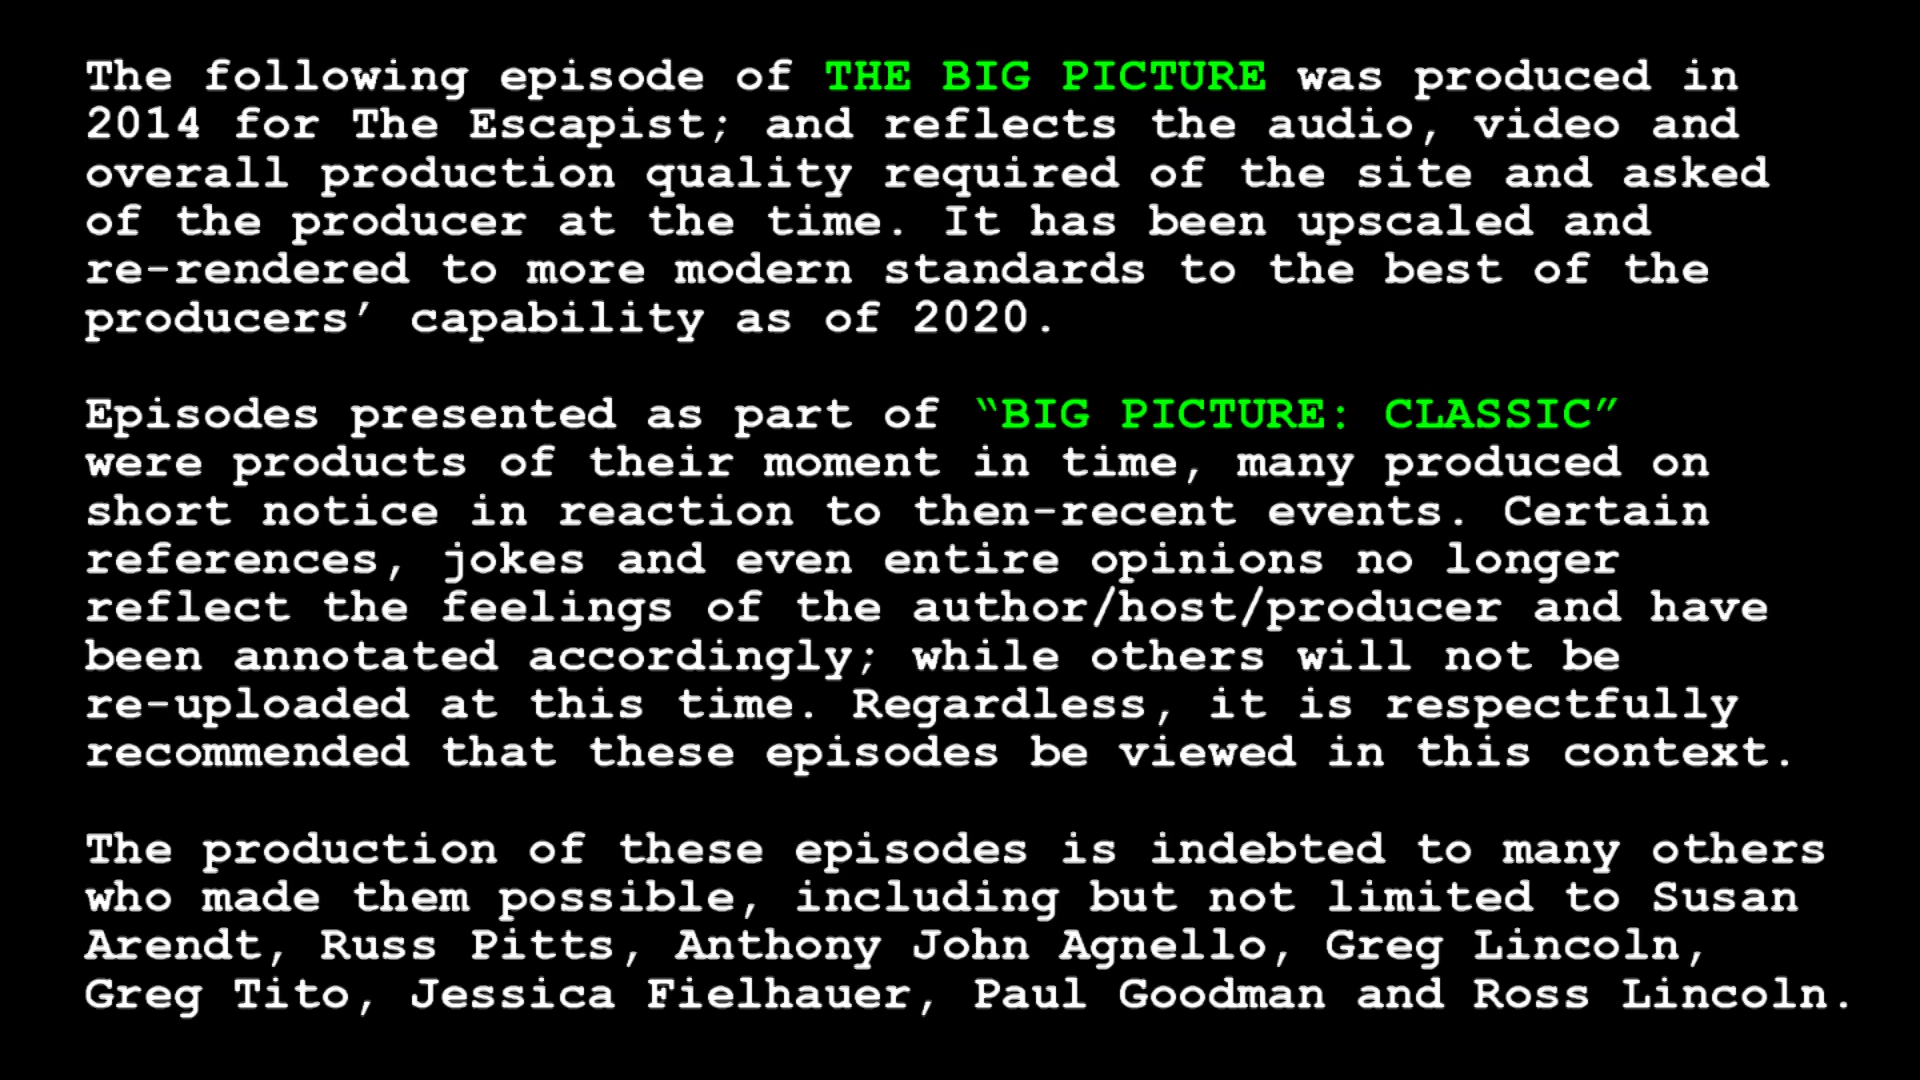 The following episode of THE BIG PICTURE was produced in
2014 for The Escapist; and reflects the audio, video and
overall production quality required of the site and asked
of the producer at the time. It has been upscaled and
re-rendered to more modern standards to the best of the
producers’ capability as of 2020.
Episodes presented as part of “BIG PICTURE: CLASSIC”
were products of their moment in time, many produced on
short notice in reaction to then-recent events. Certain
references, jokes and even entire opinions no longer
reflect the feelings of the author/host/producer and have
been annotated accordingly; while others will not be
re-uploaded at this time. Regardless, it is respectfully
recommended that these episodes be viewed in this context.
The production of these episodes is indebted to many others
who made them possible, including but not limited to Susan
Arendt, Russ Pitts, Anthony John Agnello, Greg Lincoln,
Greg Tito, Jessica Fielhauer, Paul Goodman and Ross Lincoln.